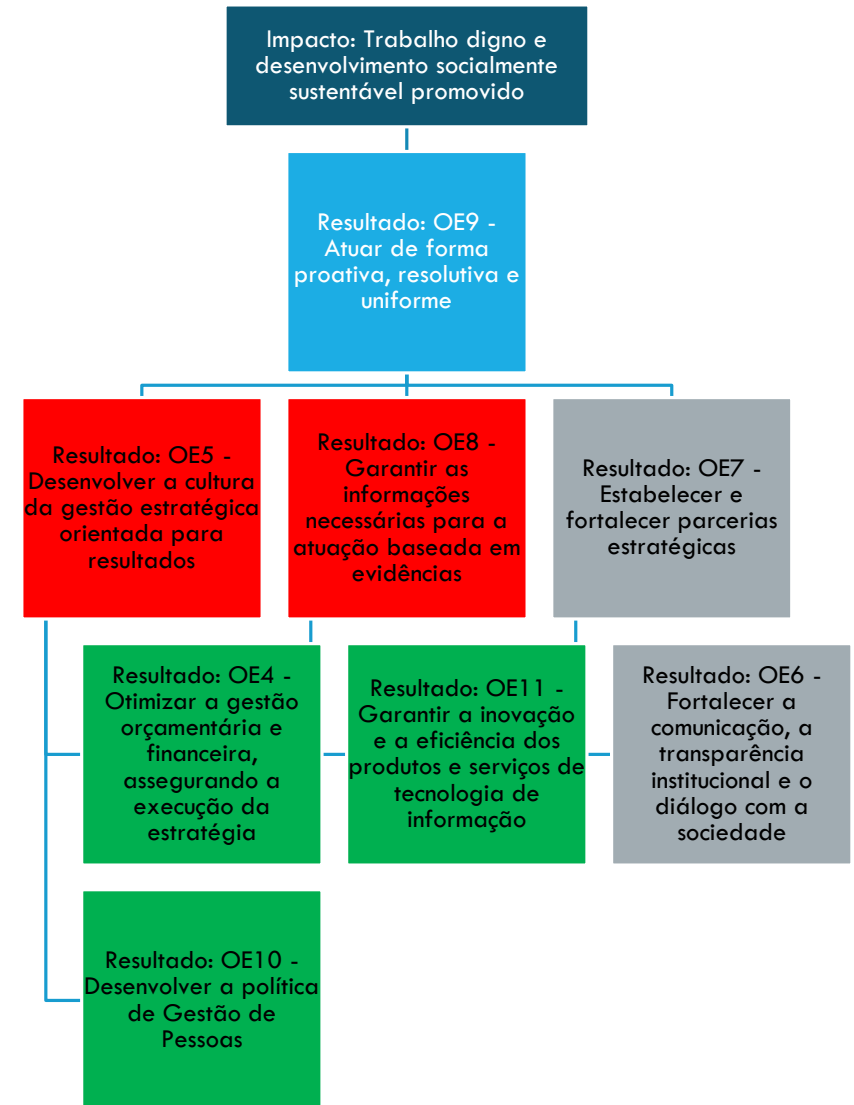 Impacto: Trabalho digno e
desenvolvimento socialmente
sustentável promovido
Resultado: OE9 -
Atuar de forma
proativa, resolutiva e
uniforme
Resultado: OE5 -
Desenvolver a cultura
da gestão estratégica
orientada para
resultados
Resultado: OE8 -
Garantir as
informações
necessárias para a
atuação baseada em
evidências
Resultado: OE7 -
Estabelecer e
fortalecer parcerias
estratégicas
Resultado: OE4 -
Otimizar a gestão
orçamentária e
financeira,
assegurando a
execução da
estratégia
Resultado: OE11 -
Garantir a inovação
e a eficiência dos
produtos e serviços de
tecnologia de
informação
Resultado: OE6 -
Fortalecer a
comunicação, a
transparência
institucional e o
diálogo com a
sociedade
Resultado: OE10 -
Desenvolver a política
de Gestão de
Pessoas